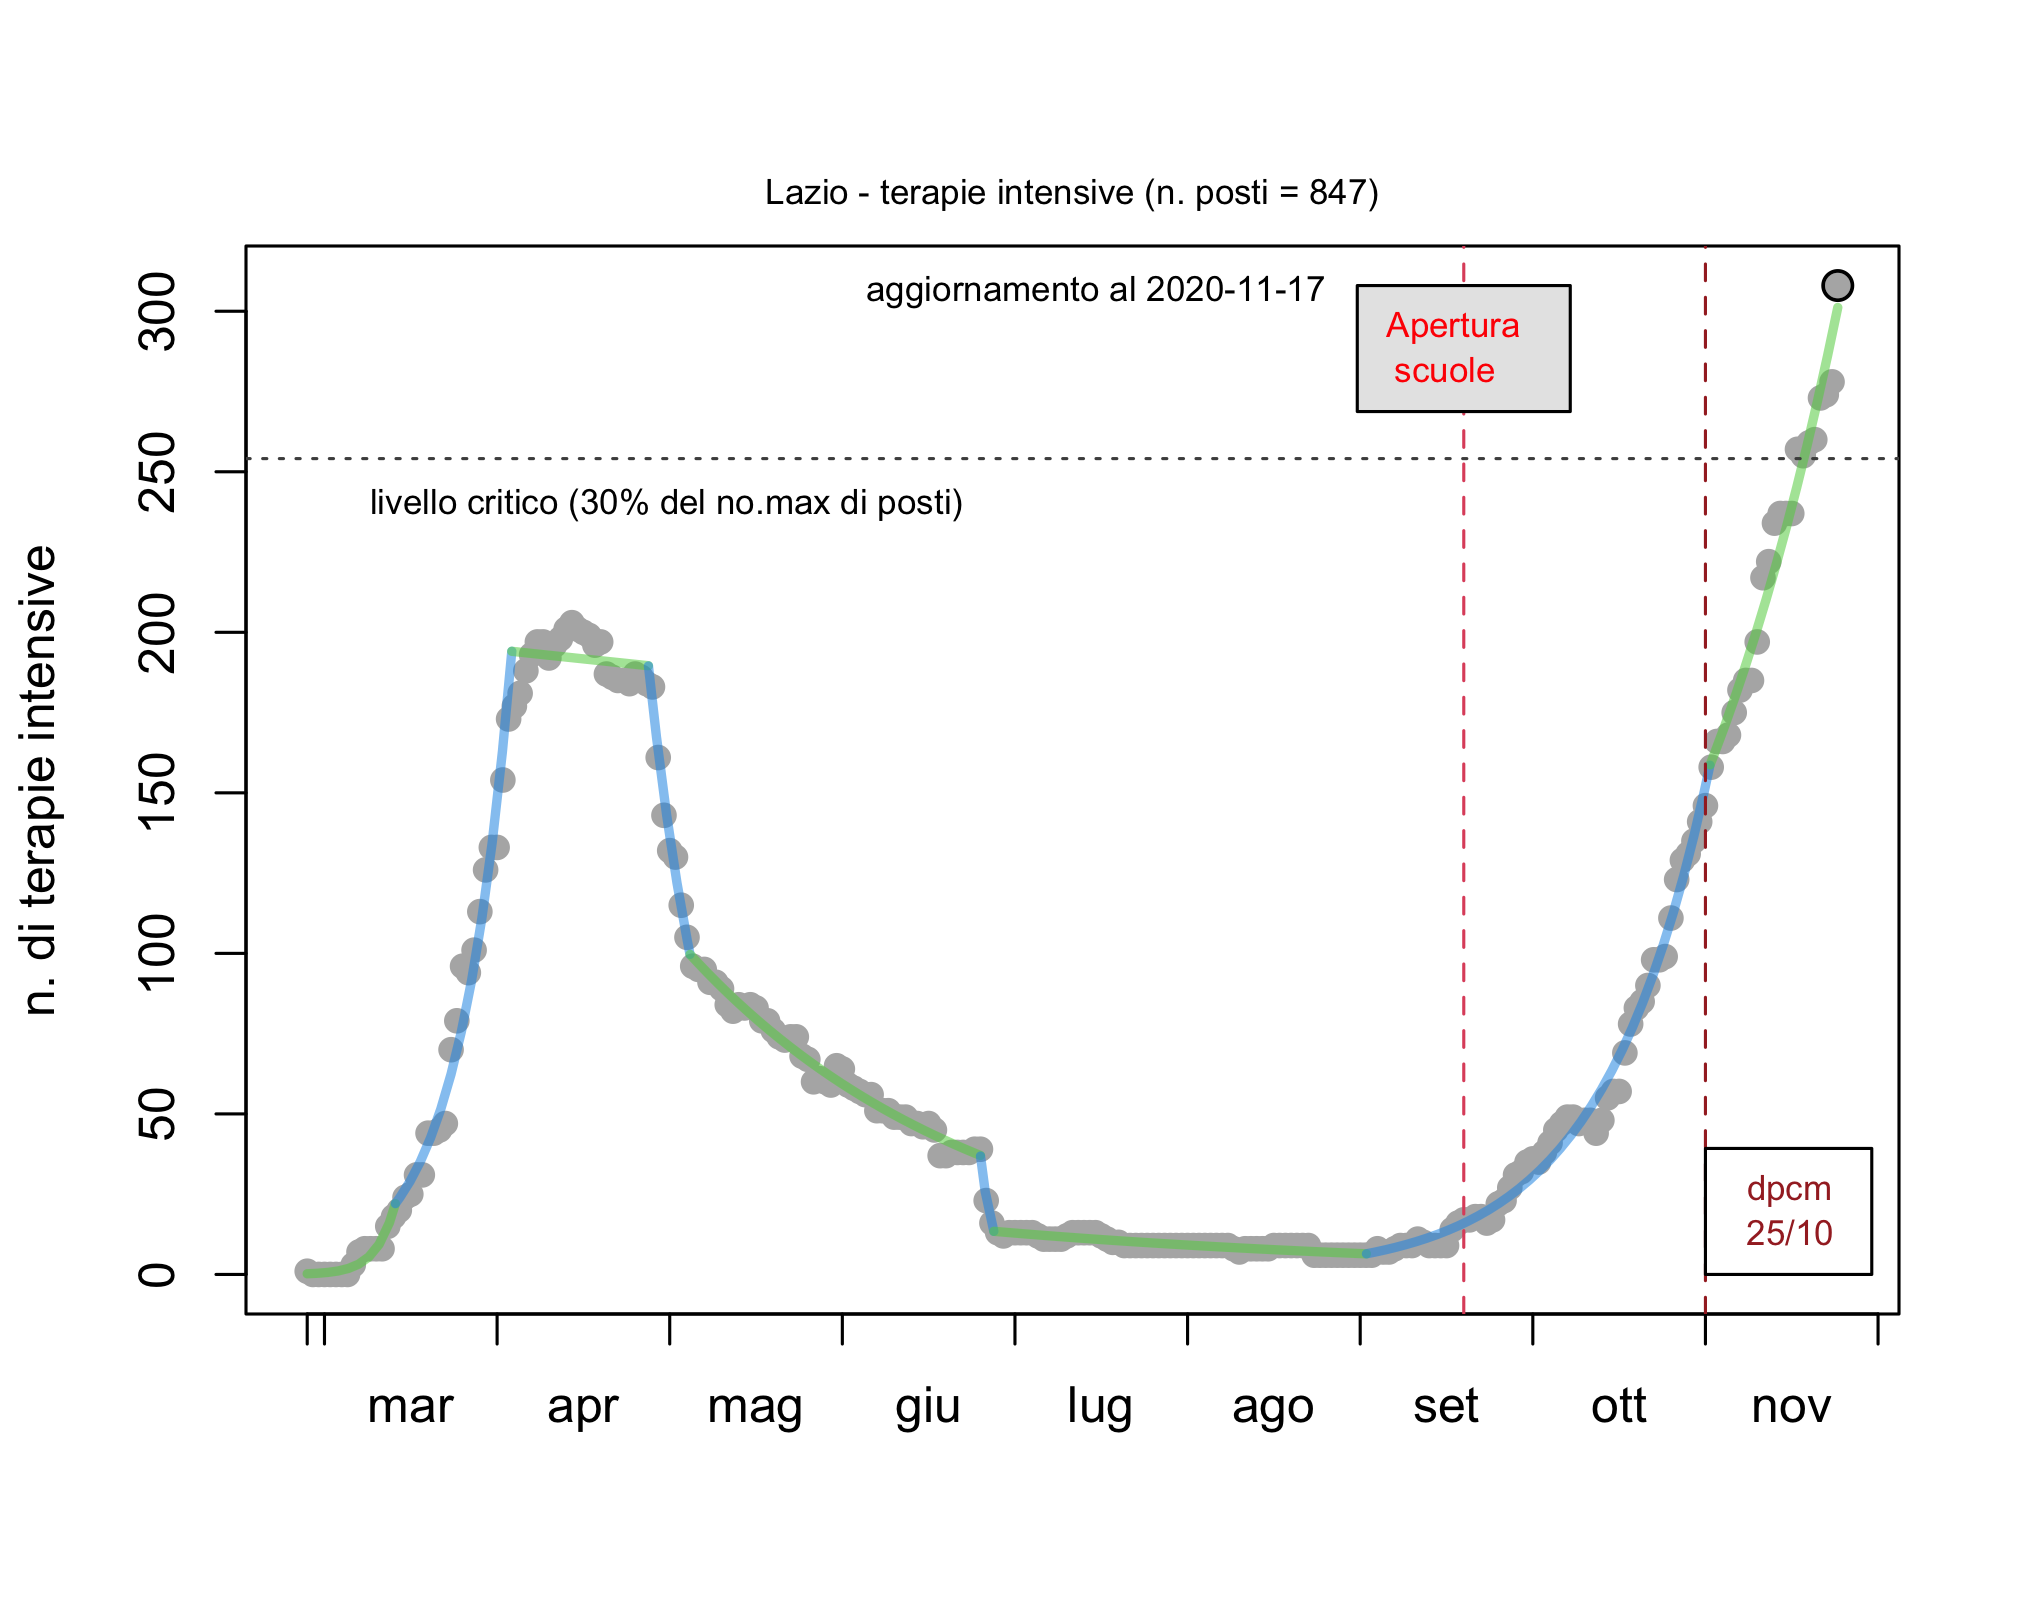 Lazio - terapie intensive (n. posti = 847)
aggiornamento al 2020-11-17
Apertura
scuole
livello critico (30% del no.max di posti)
n. di terapie intensive
300
250
200
150
100
50
0
dpcm
25/10
mar apr mag giu lug ago set ott nov